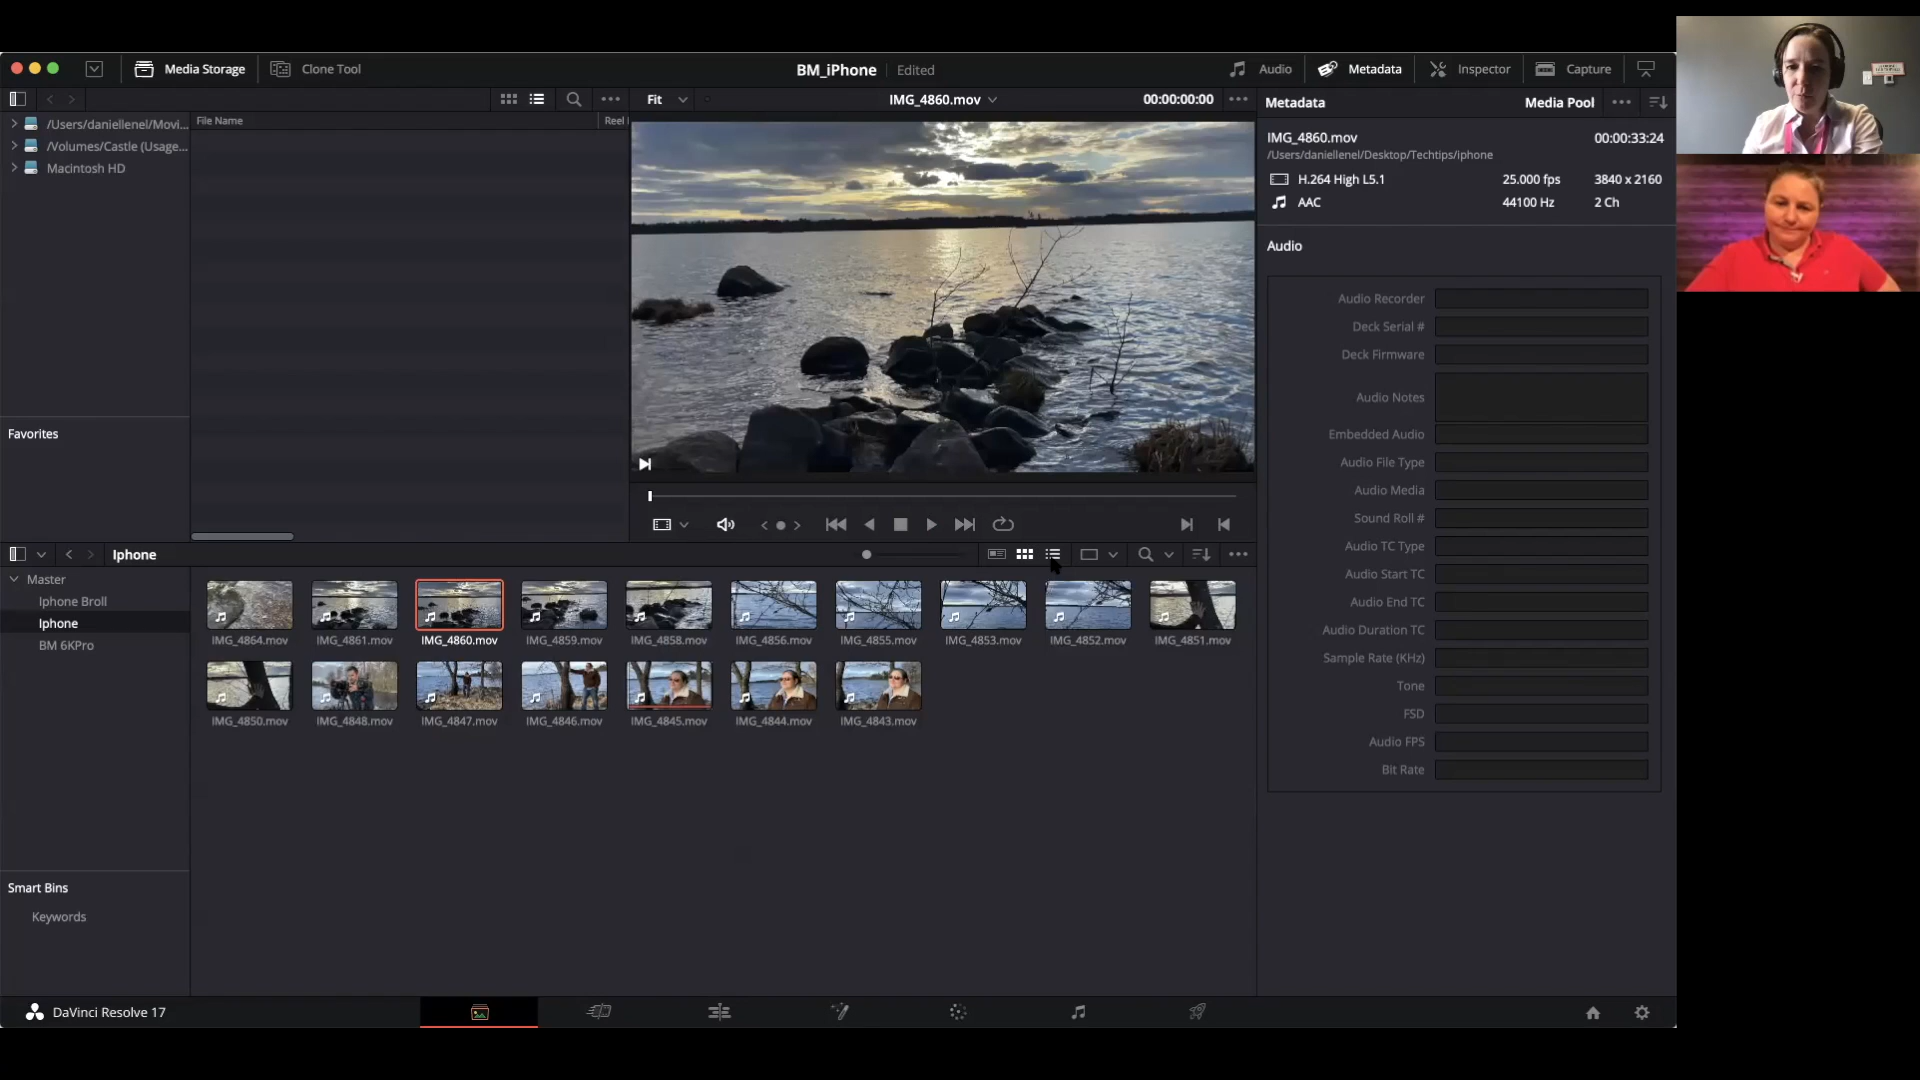 Media Storage
Clone Tool
BM_iPhone
Edited
Audio
Metadata
Inspector
Capture
Fit
IMG_4860.mov
00:00:00:00
Metadata
Media Pool
/Users/daniellenel/Movi...
/Volumes/Castle (Usage...
Macintosh HD
File Name
Reel
IMG_4860.mov
00:00:33:24
/Users/daniellenel/Desktop/Techtips/iphone
H.264 High L5.1
25.000 fps
3840 x 2160
AAC
44100 Hz
2 Ch
Audio
Audio Recorder
Deck Serial #
Deck Firmware
Audio Notes
Embedded Audio
Audio File Type
Audio Media
Sound Roll #
Audio TC Type
Audio Start TC
Audio End TC
Audio Duration TC
Sample Rate (KHz)
Tone
FSD
Audio FPS
Bit Rate
Favorites
Iphone
Master
Iphone Broll
Iphone
BM 6KPro
IMG_4864.mov
IMG_4861.mov
IMG_4860.mov
IMG_4859.mov
IMG_4858.mov
IMG_4856.mov
IMG_4855.mov
IMG_4853.mov
IMG_4852.mov
IMG_4851.mov
IMG_4850.mov
IMG_4848.mov
IMG_4847.mov
IMG_4846.mov
IMG_4845.mov
IMG_4844.mov
IMG_4843.mov
Smart Bins
Keywords
DaVinci Resolve 17